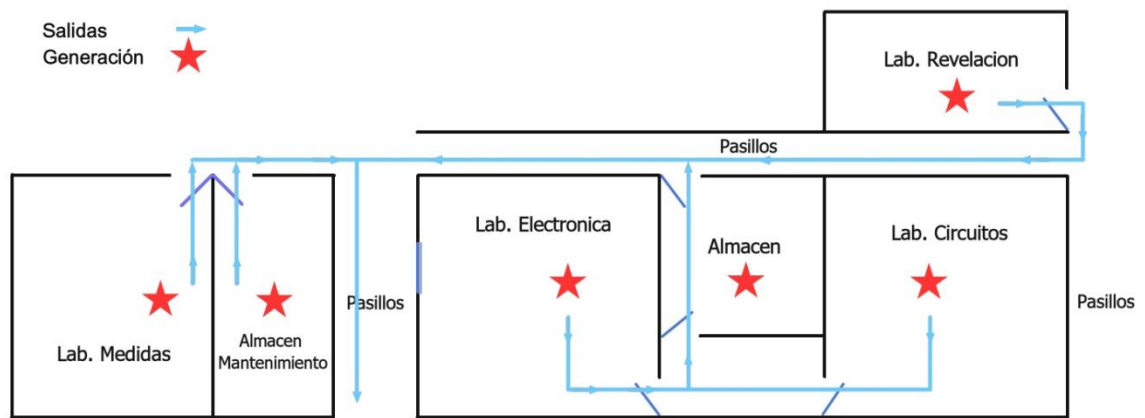 Salidas
Generación
Lab. Revelacion
Pasillos
Lab. Electronica
Almacen
Lab. Circuitos
Pasillos
Pasillos
Lab. Medidas
Almacen
Mantenimiento